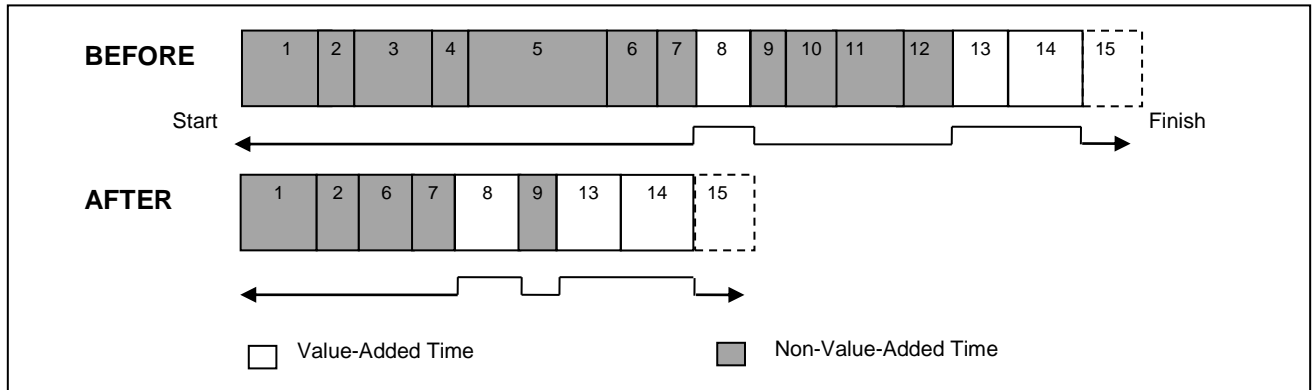 1 2 3 4 5 6 7 8 9 10 11 12 13 14 15
BEFORE
Start
Finish
1 2 6 7 8 9 13 14 15
AFTER
Value-Added Time
Non-Value-Added Time